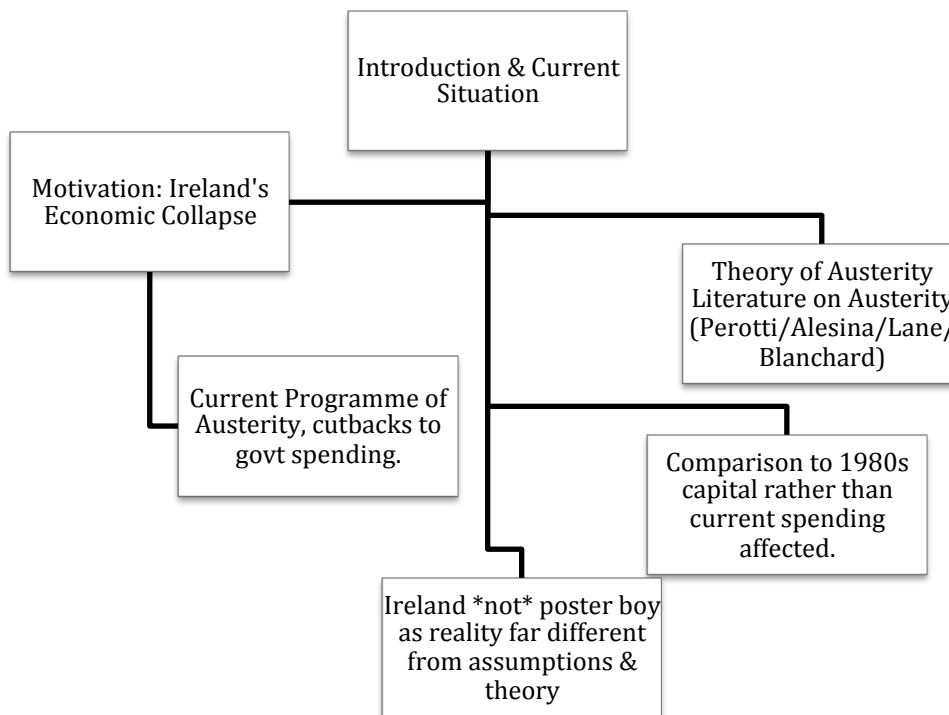 Introduction & Current
Situation
Motivation: Ireland's
Economic Collapse
Theory of Austerity
Literature on Austerity
(Perotti/Alesina/Lane/
Blanchard)
Current Programme of
Austerity, cutbacks to
govt spending.
Comparison to 1980s
capital rather than
current spending
affected.
Ireland *not* poster boy
as reality far different
from assumptions &
theory